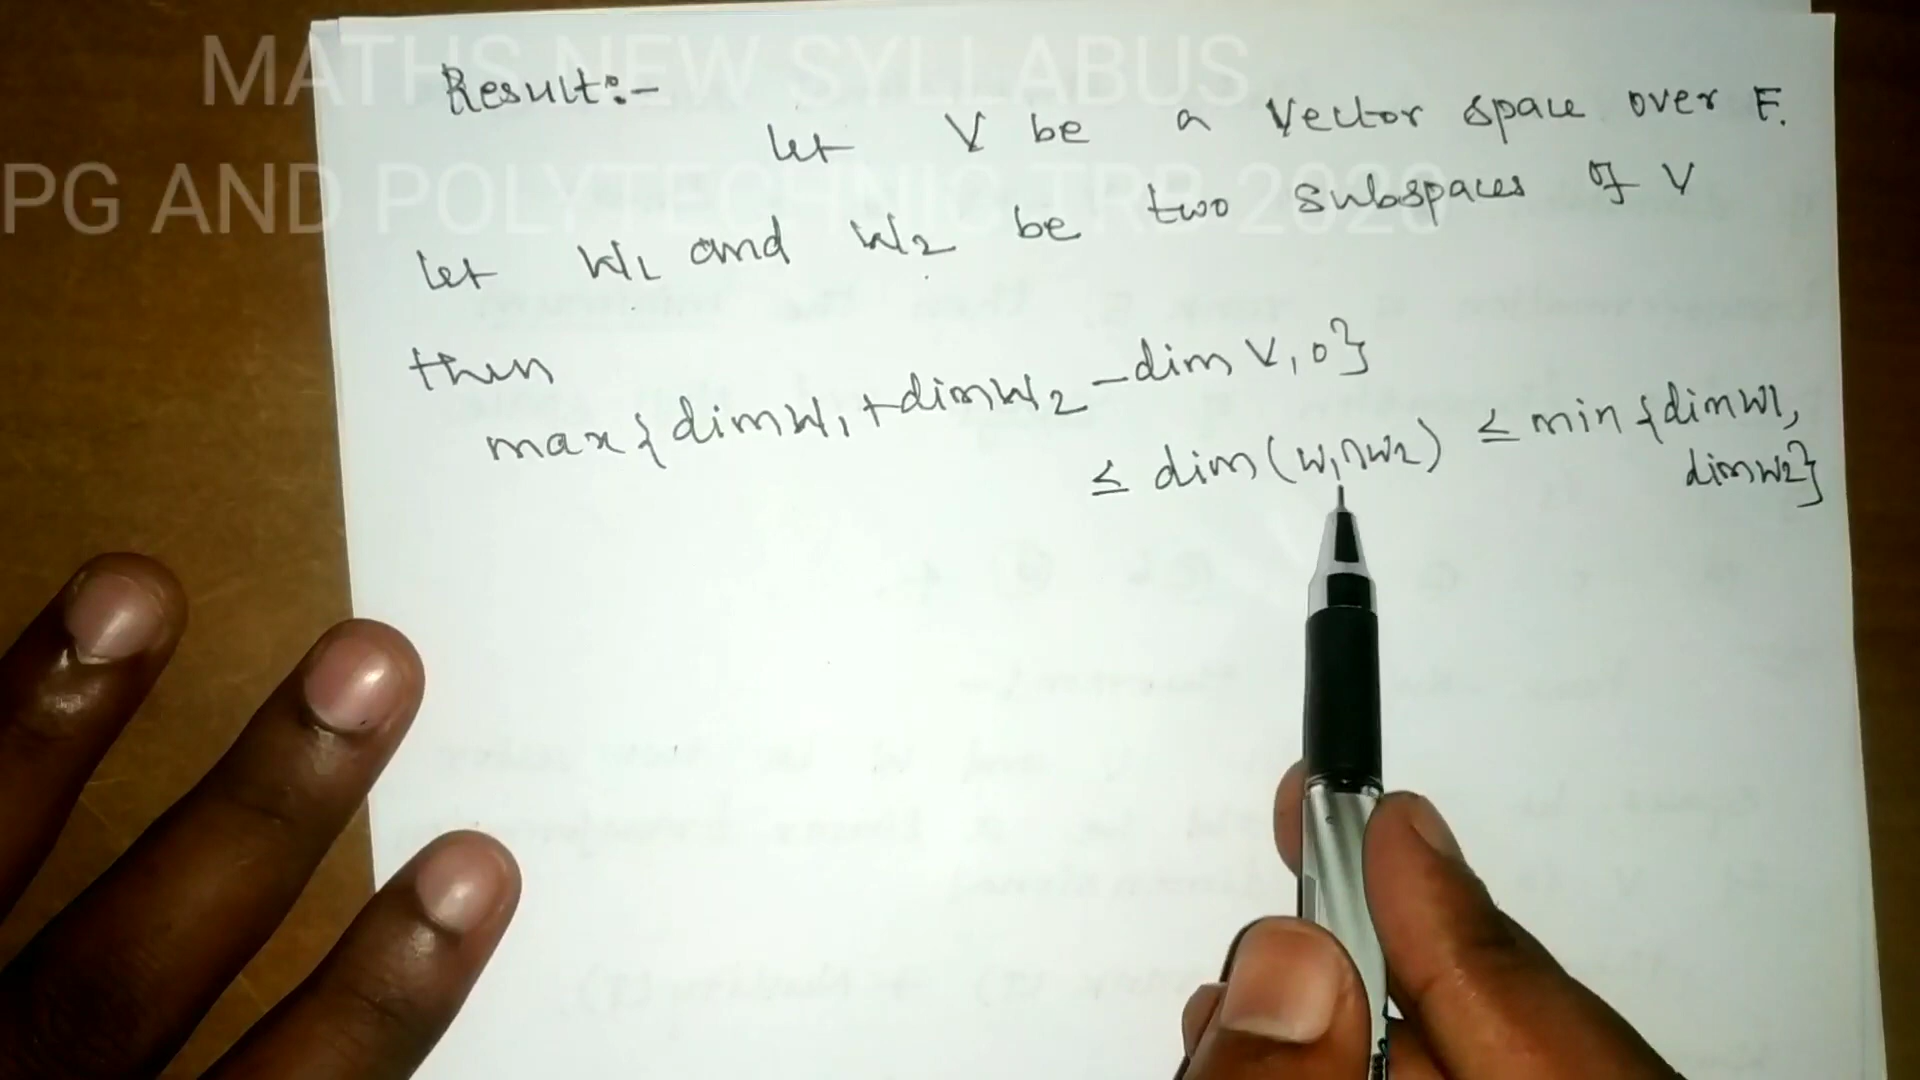 MATHS NEW SYLLABUS
PG AND POLYTECHNIC TRB 2020
Result:-
let V be a Vector space over F.
let W1 and W2 be two subspaces of V
then
max{dimW1+dimW2-dimV,0}
≤ dim(W1∩W2) ≤ min{dimW1,
dimW2}